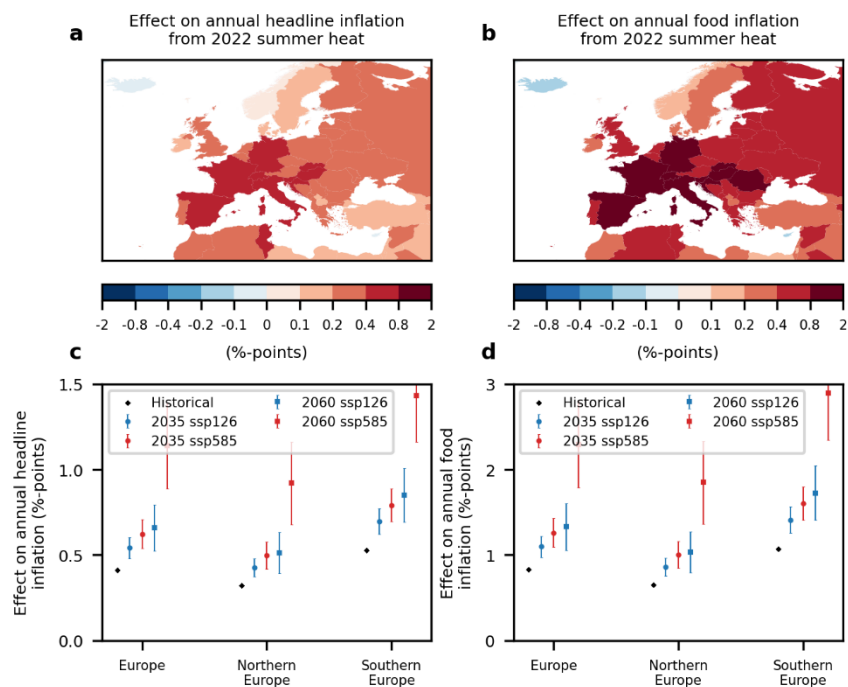 a
Effect on annual headline inflation
from 2022 summer heat
b
Effect on annual food inflation
from 2022 summer heat
-2 -0.8 -0.4 -0.2 -0.1 0 0.1 0.2 0.4 0.8 2
-2 -0.8 -0.4 -0.2 -0.1 0 0.1 0.2 0.4 0.8 2
(%-points)
(%-points)
c
Effect on annual headline
inflation (%-points)
1.5
1.0
0.5
0.0
Historical
2035 ssp126
2035 ssp585
2060 ssp126
2060 ssp585
Europe
Northern
Europe
Southern
Europe
d
Effect on annual food
inflation (%-points)
3
2
1
0
Historical
2035 ssp126
2035 ssp585
2060 ssp126
2060 ssp585
Europe
Northern
Europe
Southern
Europe